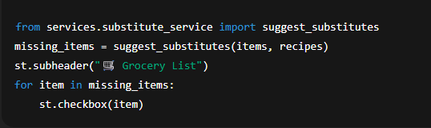 from services.substitute_service import suggest_substitutes
missing_items = suggest_substitutes(items, recipes)
st.subheader("🛒 Grocery List")
for item in missing_items:
    st.checkbox(item)